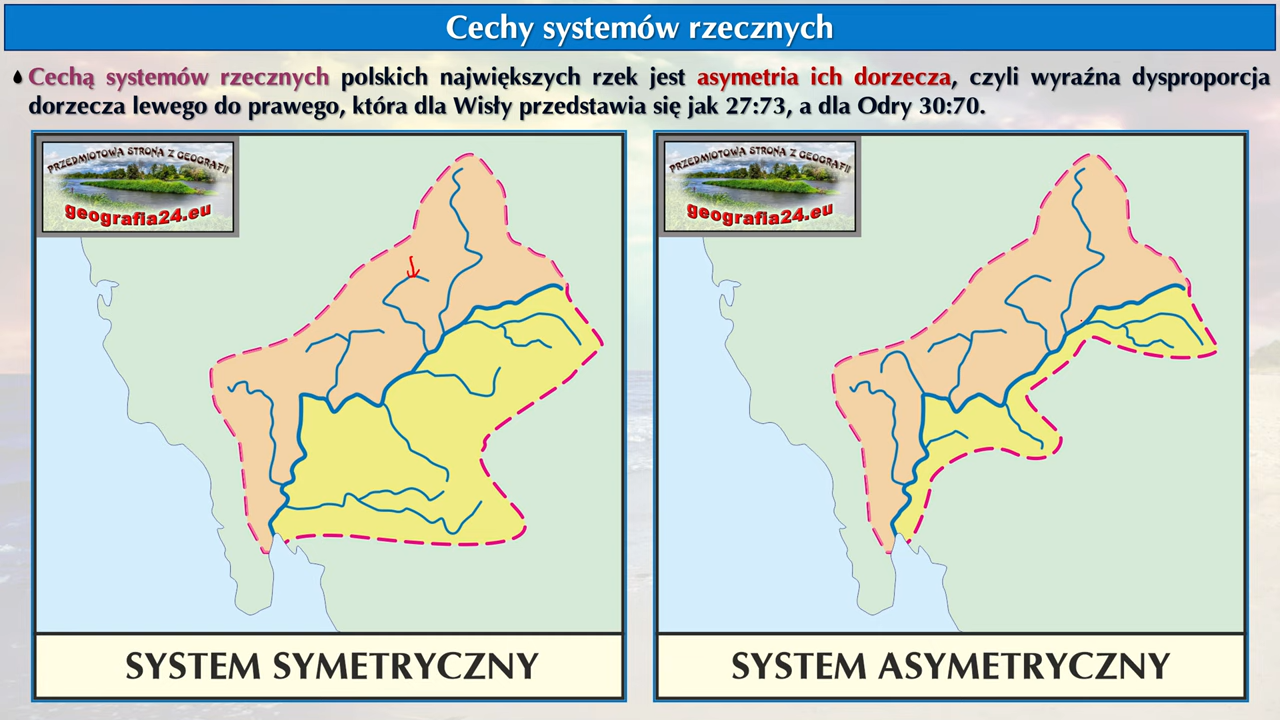 Cechy systemów rzecznych
Cechą systemów rzecznych polskich największych rzek jest asymetria ich dorzecza, czyli wyraźna dysproporcja
dorzecza lewego do prawego, która dla Wisły przedstawia się jak 27:73, a dla Odry 30:70.
PRZEDMIOTOWA STRONA Z GEOGRAFII
geografia24.eu
PRZEDMIOTOWA STRONA Z GEOGRAFII
geografia24.eu
SYSTEM SYMETRYCZNY
SYSTEM ASYMETRYCZNY